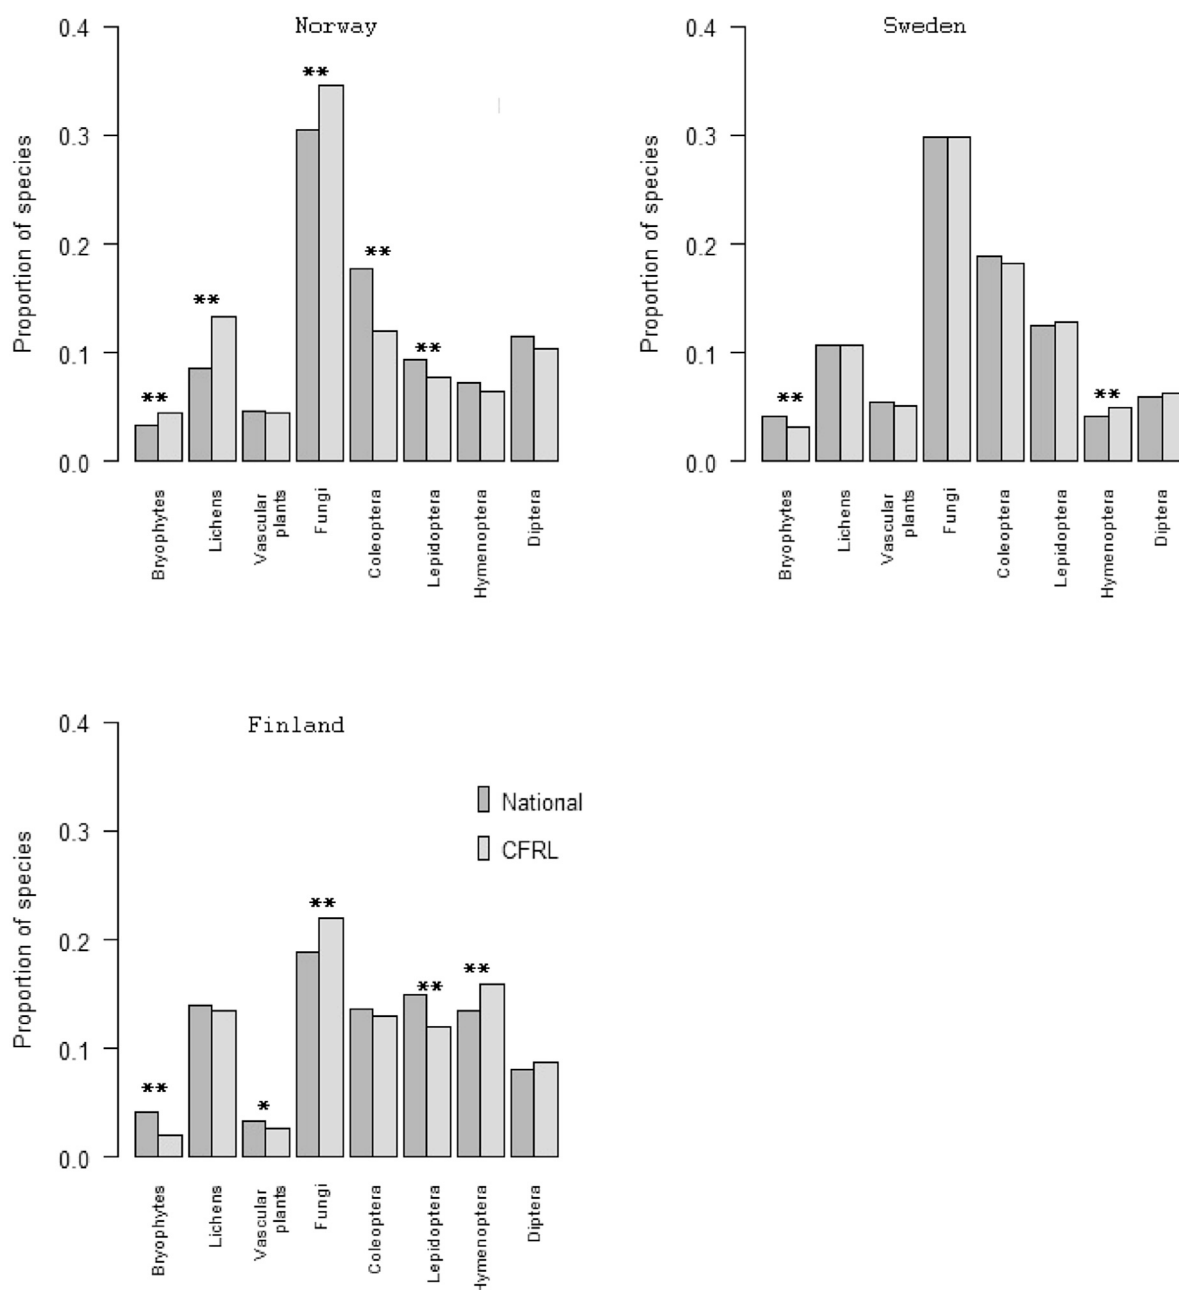 Norway
Proportion of species
0.4
0.3
0.2
0.1
0.0
**
**
**
**
**
Bryophytes
Lichens
Vascular
plants
Fungi
Coleoptera
Lepidoptera
Hymenoptera
Diptera
Sweden
Proportion of species
0.4
0.3
0.2
0.1
0.0
**
**
Bryophytes
Lichens
Vascular
plants
Fungi
Coleoptera
Lepidoptera
Hymenoptera
Diptera
Finland
Proportion of species
0.4
0.3
0.2
0.1
0.0
National
CFRL
**
*
**
**
**
Bryophytes
Lichens
Vascular
plants
Fungi
Coleoptera
Lepidoptera
Hymenoptera
Diptera